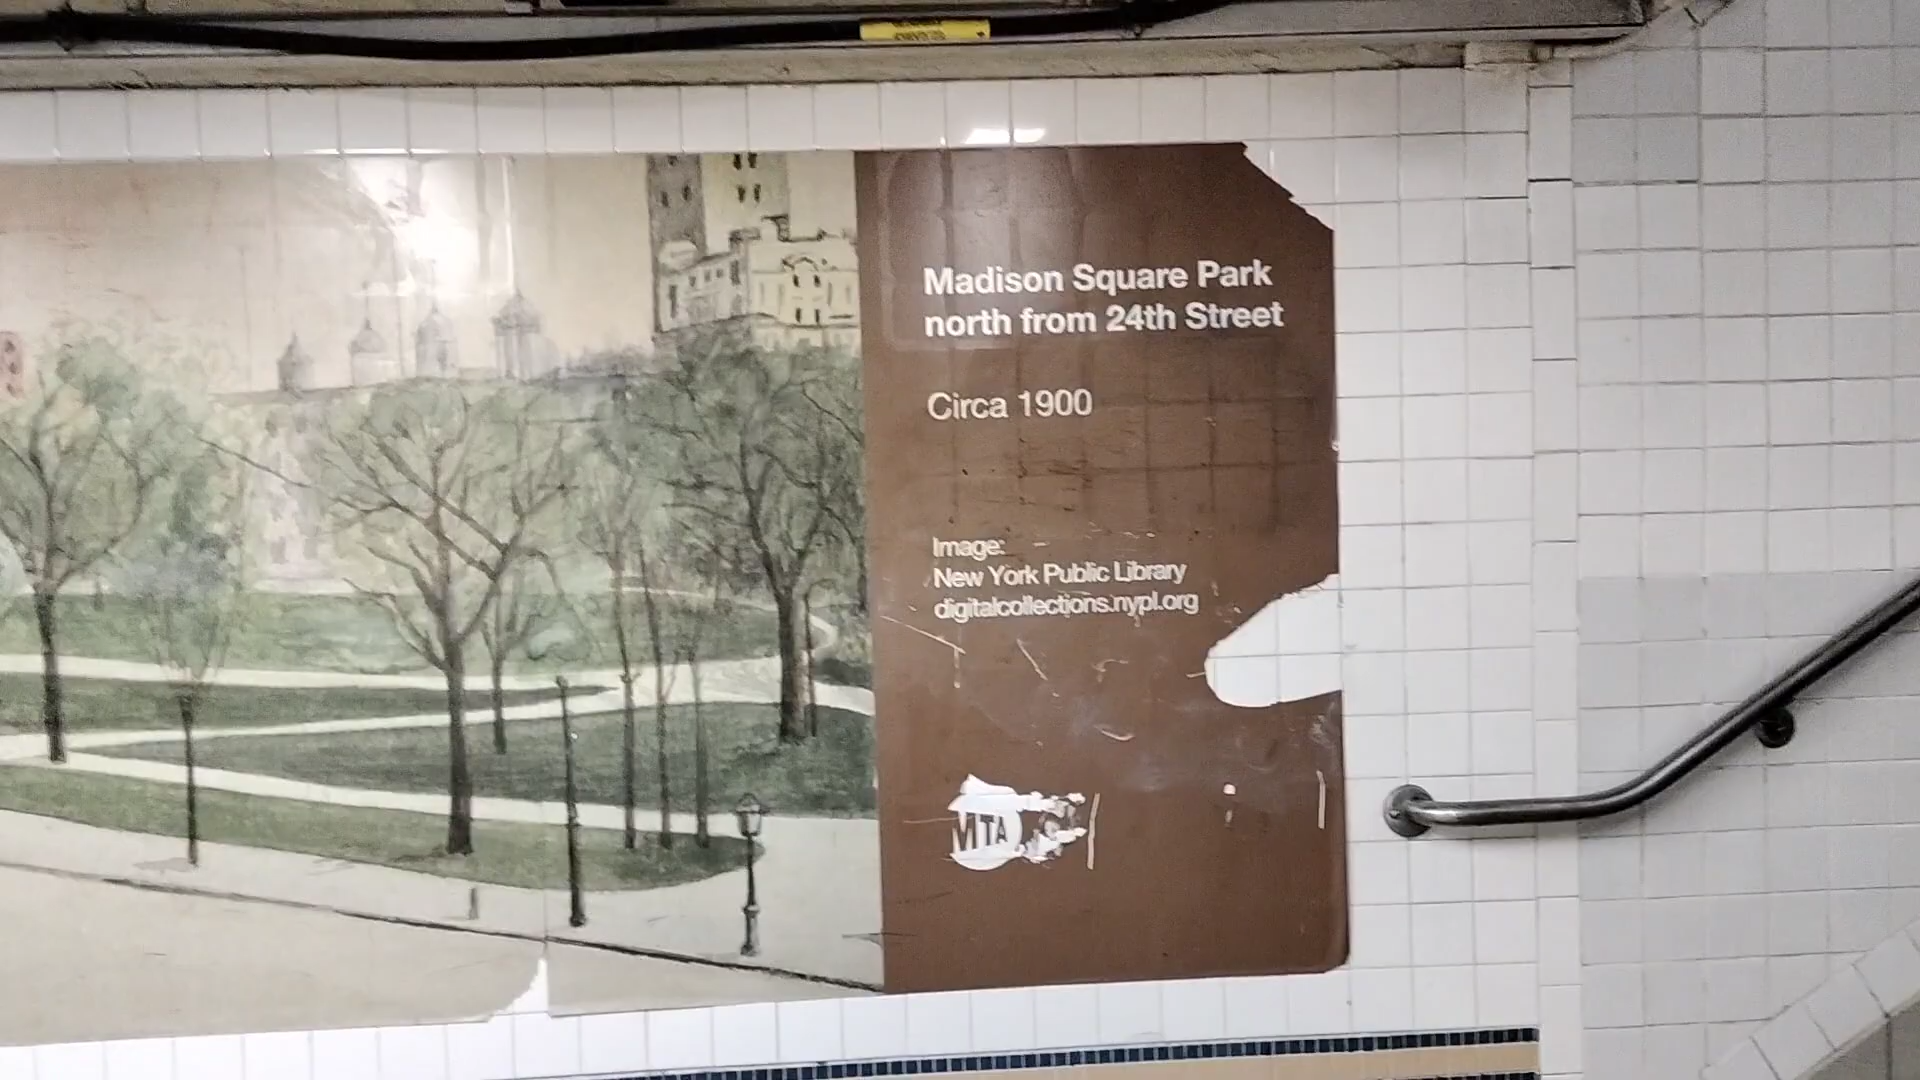 Madison Square Park
north from 24th Street
Circa 1900
Image:
New York Public Library
digitalcollections.nypl.org
MTA